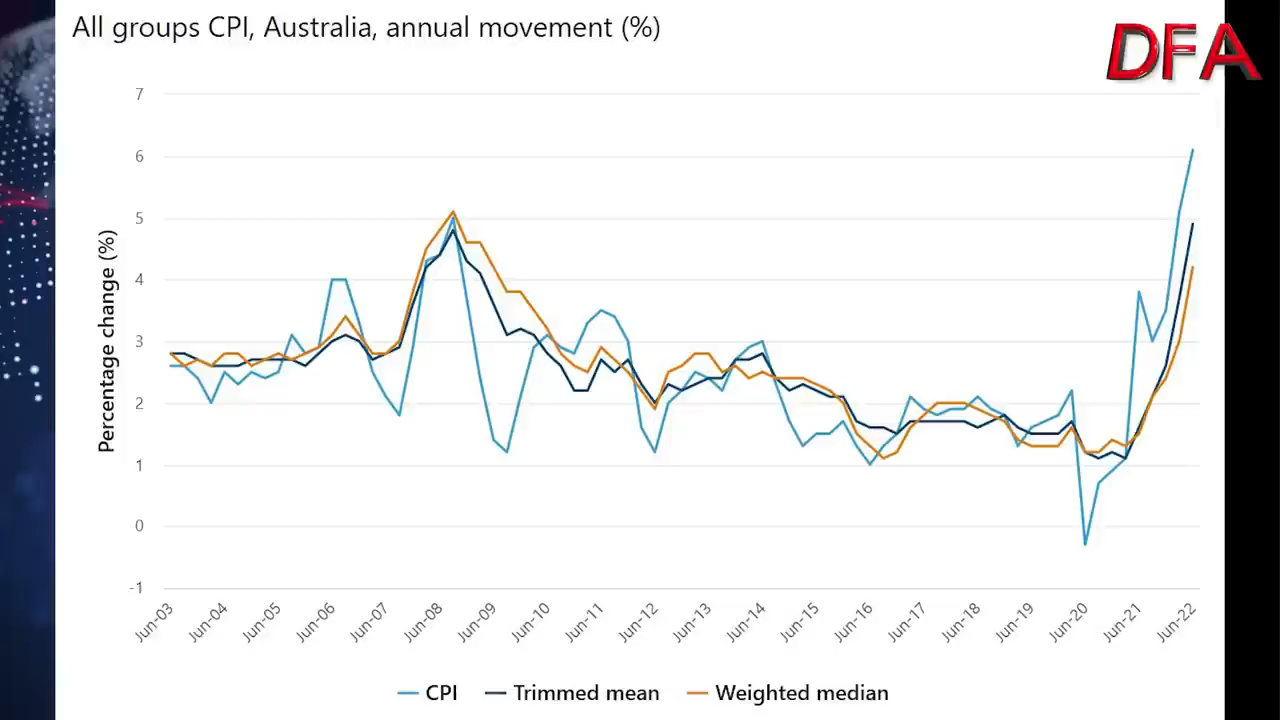 All groups CPI, Australia, annual movement (%)
DFA
Percentage change (%)
7
6
5
4
3
2
1
0
-1
Jun-03
Jun-04
Jun-05
Jun-06
Jun-07
Jun-08
Jun-09
Jun-10
Jun-11
Jun-12
Jun-13
Jun-14
Jun-15
Jun-16
Jun-17
Jun-18
Jun-19
Jun-20
Jun-21
Jun-22
CPI
Trimmed mean
Weighted median